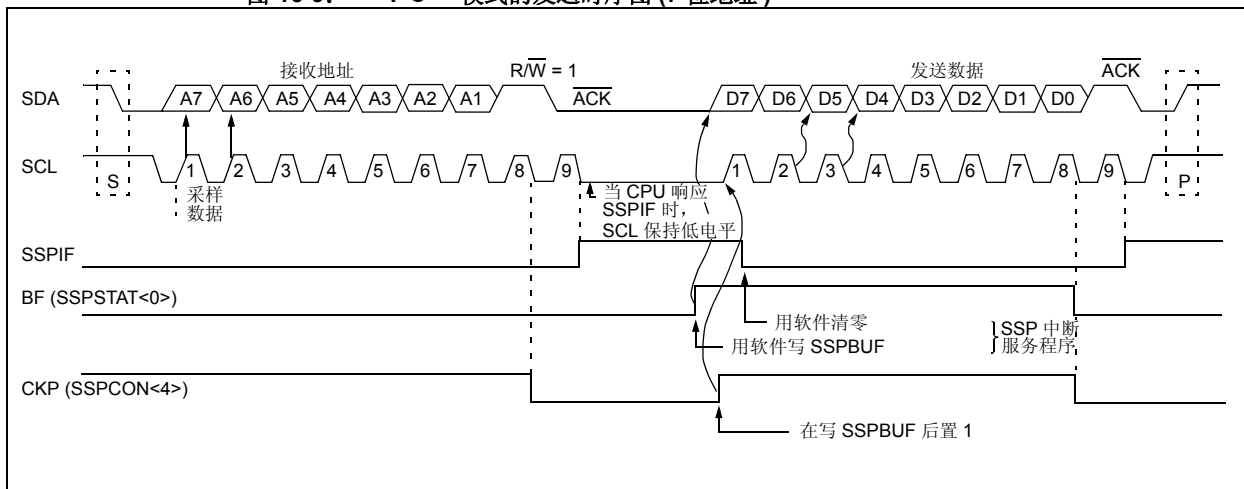 接收地址
R/W = 1
发送数据
ACK
SDA
A7 A6 A5 A4 A3 A2 A1
ACK
D7 D6 D5 D4 D3 D2 D1 D0
SCL
S
1 2 3 4 5 6 7 8 9
1 2 3 4 5 6 7 8 9
P
采样
数据
当 CPU 响应
SSPIF 时，
SCL 保持低电平
SSPIF
BF (SSPSTAT<0>)
用软件清零
用软件写 SSPBUF
SSP 中断
服务程序
CKP (SSPCON<4>)
在写 SSPBUF 后置 1